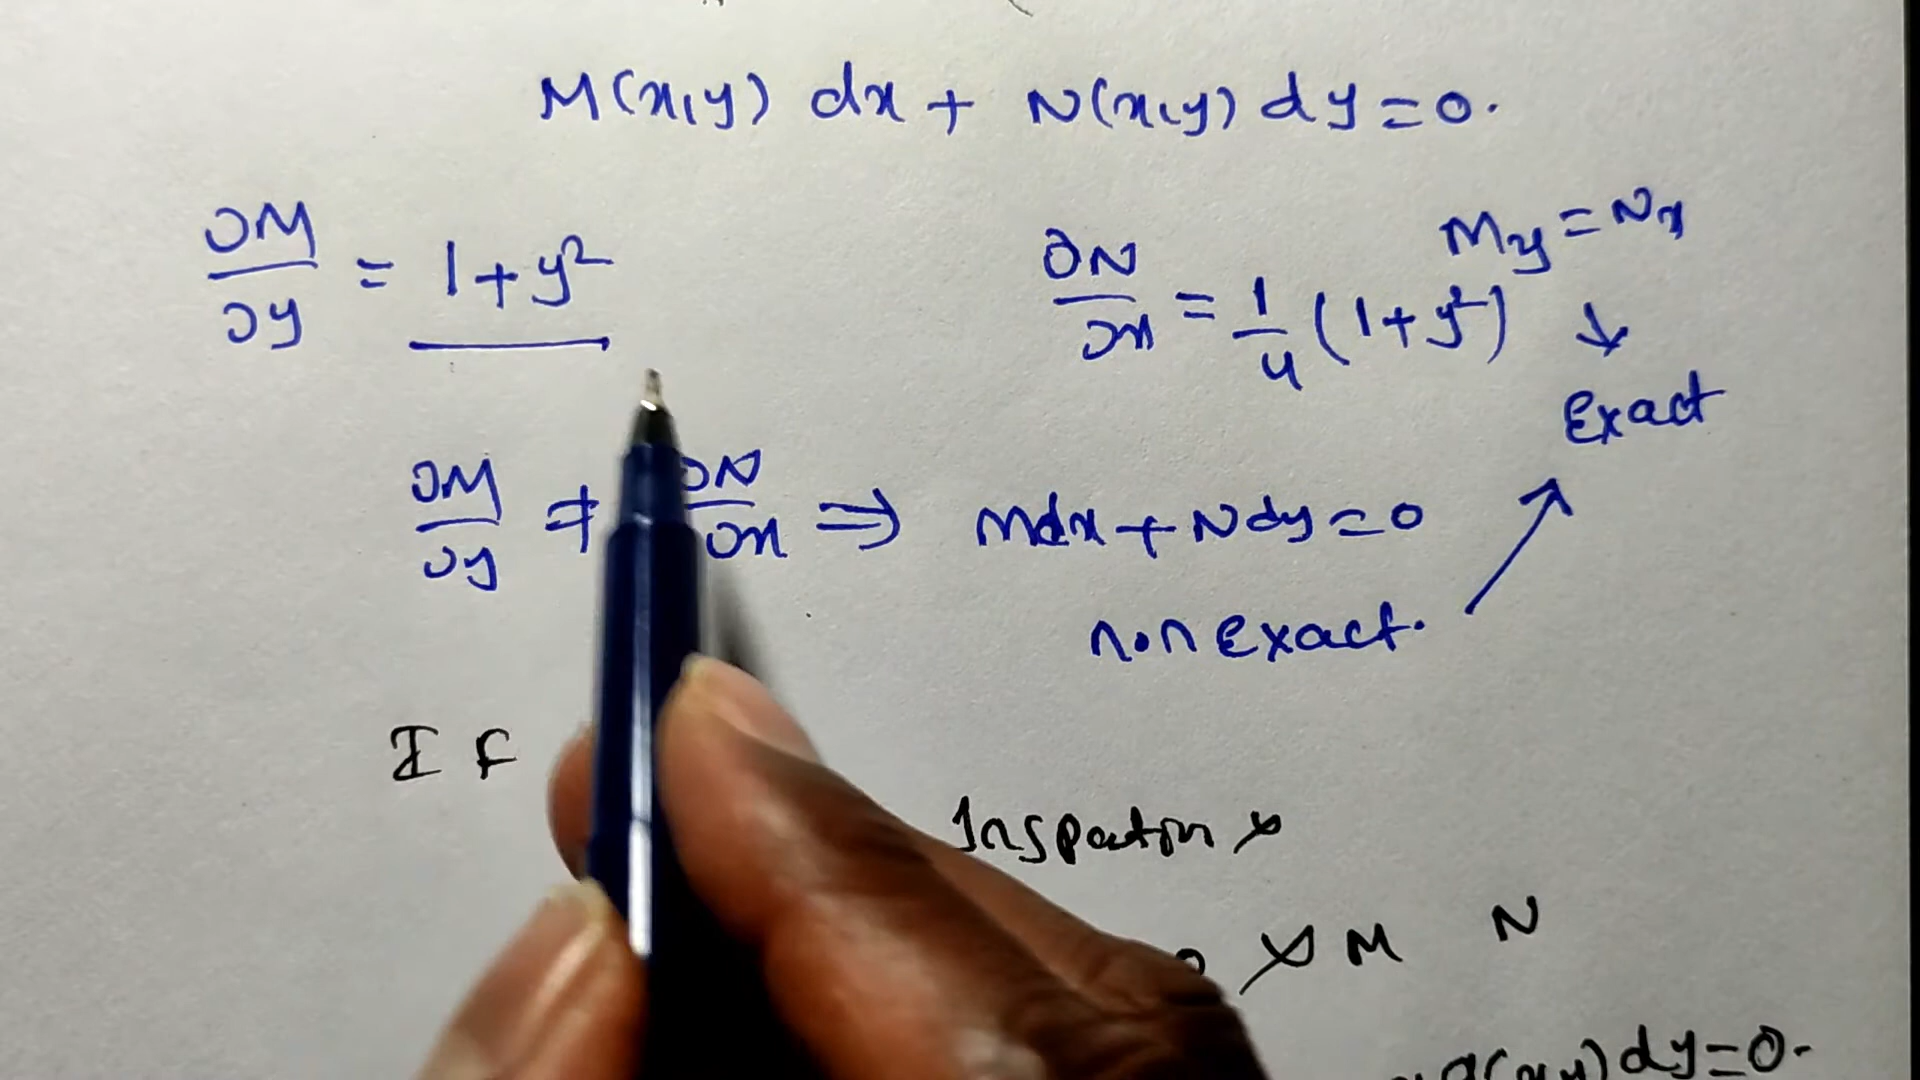 M(x,y) dx + N(x,y) dy = 0.
∂M/∂y = 1 + y²
∂N/∂x = 1/4 (1 + y²)
My = Nx
↓
Exact
∂M/∂y ≠ ∂N/∂x ⇒ Mdx + Ndy = 0
non exact.
I F
Inspection ×
M N
dy = 0.